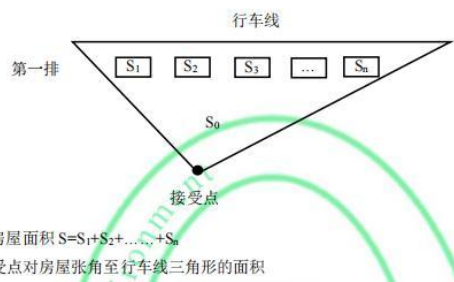 行车线
第一排
S1 S2 S3 … Sn
S0
接受点
房屋面积 S=S1+S2+……+Sn
受点对房屋张角至行车线三角形的面积
onment